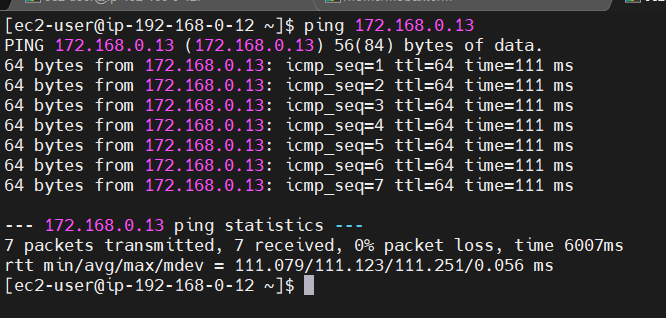 [ec2-user@ip-192-168-0-12 ~]$ ping 172.168.0.13
PING 172.168.0.13 (172.168.0.13) 56(84) bytes of data.
64 bytes from 172.168.0.13: icmp_seq=1 ttl=64 time=111 ms
64 bytes from 172.168.0.13: icmp_seq=2 ttl=64 time=111 ms
64 bytes from 172.168.0.13: icmp_seq=3 ttl=64 time=111 ms
64 bytes from 172.168.0.13: icmp_seq=4 ttl=64 time=111 ms
64 bytes from 172.168.0.13: icmp_seq=5 ttl=64 time=111 ms
64 bytes from 172.168.0.13: icmp_seq=6 ttl=64 time=111 ms
64 bytes from 172.168.0.13: icmp_seq=7 ttl=64 time=111 ms
--- 172.168.0.13 ping statistics ---
7 packets transmitted, 7 received, 0% packet loss, time 6007ms
rtt min/avg/max/mdev = 111.079/111.123/111.251/0.056 ms
[ec2-user@ip-192-168-0-12 ~]$